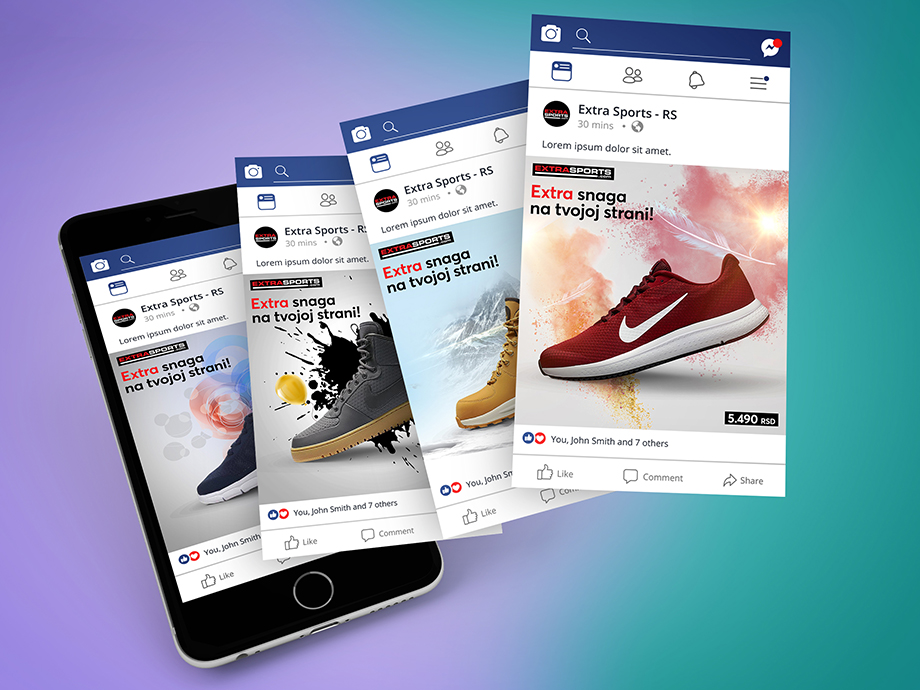 Extra Sports - RS
30 mins
Lorem ipsum dolor sit amet.
EXTRASPORTS
Extra snaga
na tvojoj strani!
You, John Smith
Like
Extra Sports - RS
30 mins
Lorem ipsum dolor sit amet.
EXTRASPORTS
Extra snaga
na tvojoj strani!
You, John Smith and 7 others
Like Comment
Extra Sports - RS
30 mins
Lorem ipsum dolor sit amet.
EXTRASPORTS
Extra snaga
na tvojoj strani!
You, John Smith
Like
Extra Sports - RS
30 mins
Lorem ipsum dolor sit amet.
EXTRASPORTS
.com
Extra snaga
na tvojoj strani!
5.490 RSD
You, John Smith and 7 others
Like Comment Share